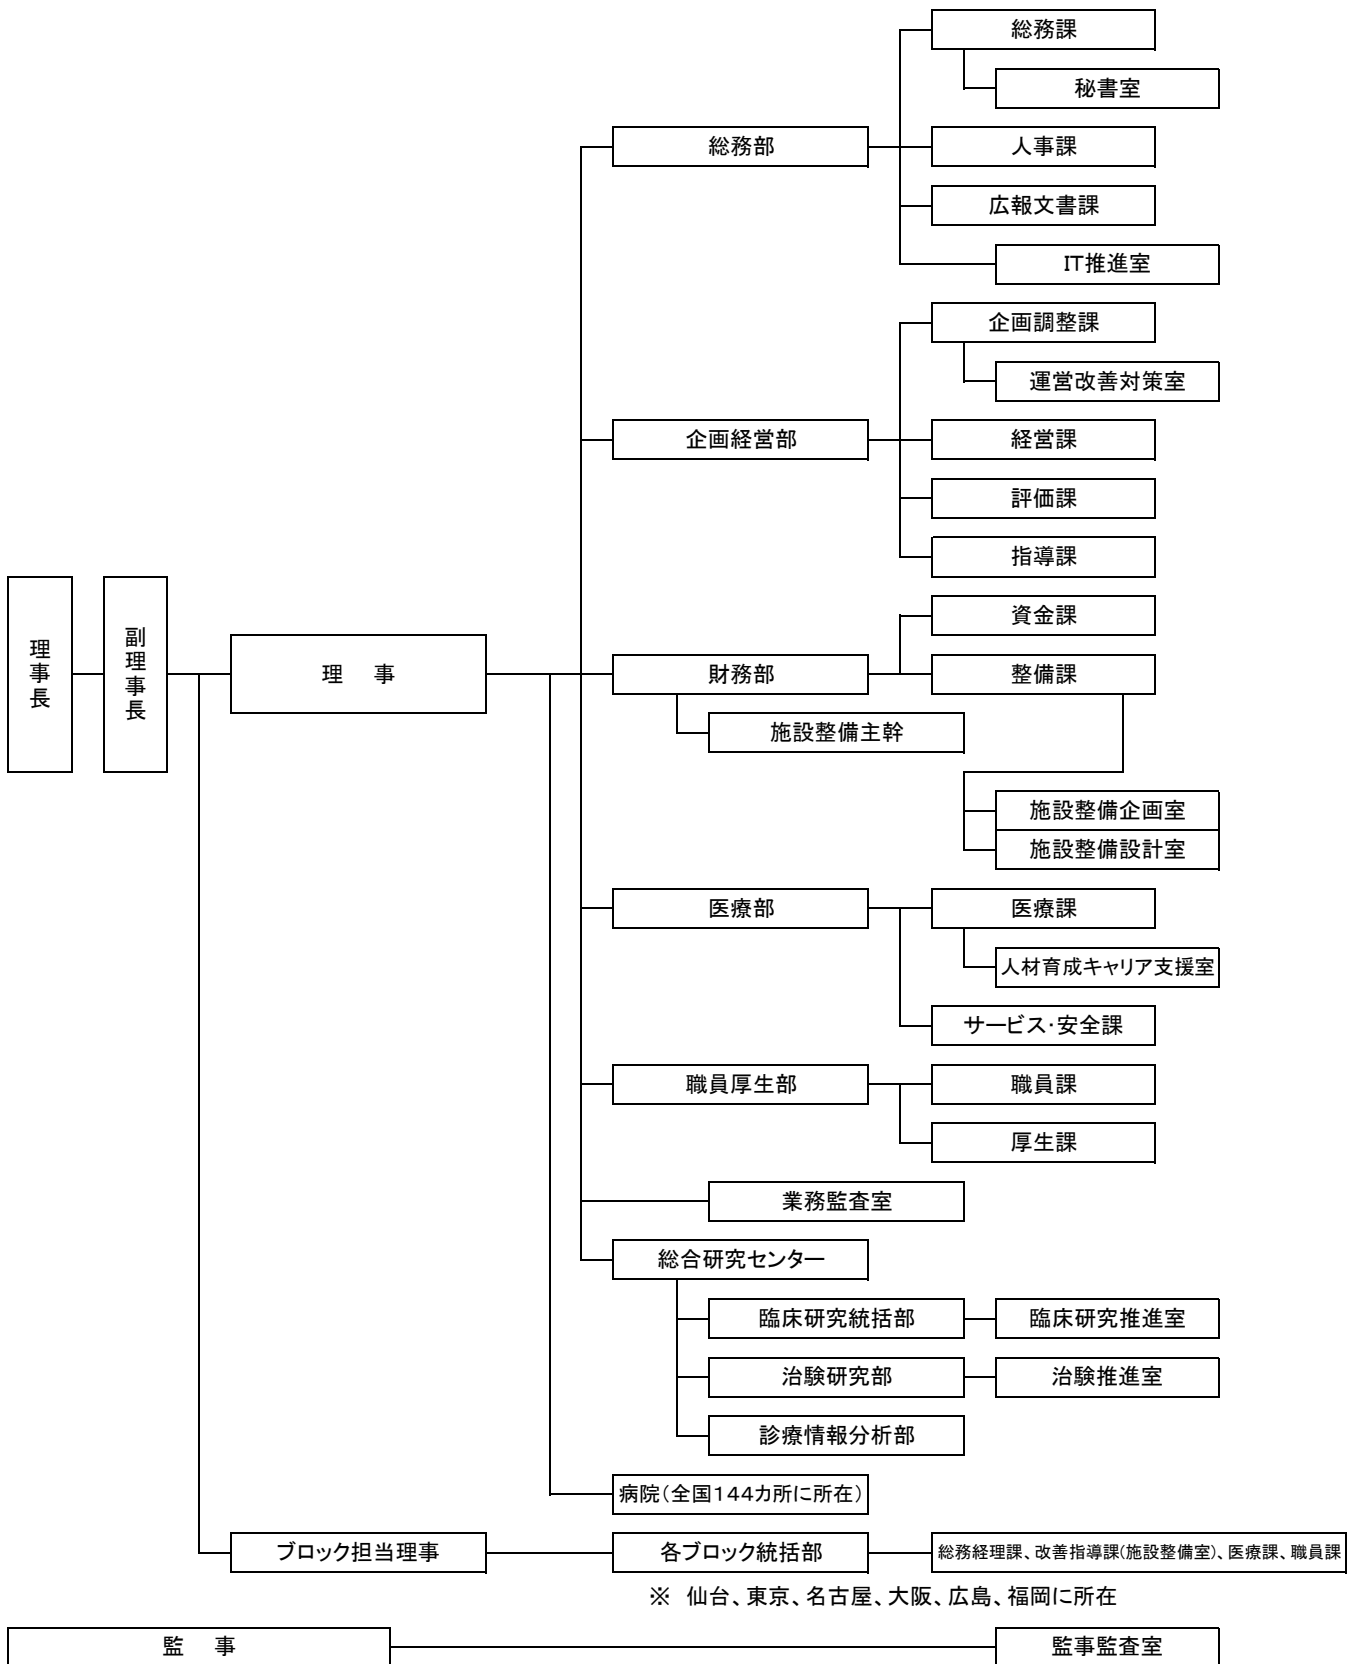 総務課
秘書室
総務部
人事課
広報文書課
IT推進室
企画調整課
運営改善対策室
企画経営部
経営課
評価課
指導課
理事長
副理事長
理　事
資金課
財務部
整備課
施設整備主幹
施設整備企画室
施設整備設計室
医療部
医療課
人材育成キャリア支援室
サービス・安全課
職員厚生部
職員課
厚生課
業務監査室
総合研究センター
臨床研究統括部
臨床研究推進室
治験研究部
治験推進室
診療情報分析部
病院（全国144カ所に所在）
ブロック担当理事
各ブロック統括部
総務経理課、改善指導課(施設整備室)、医療課、職員課
※　仙台、東京、名古屋、大阪、広島、福岡に所在
監　事
監事監査室